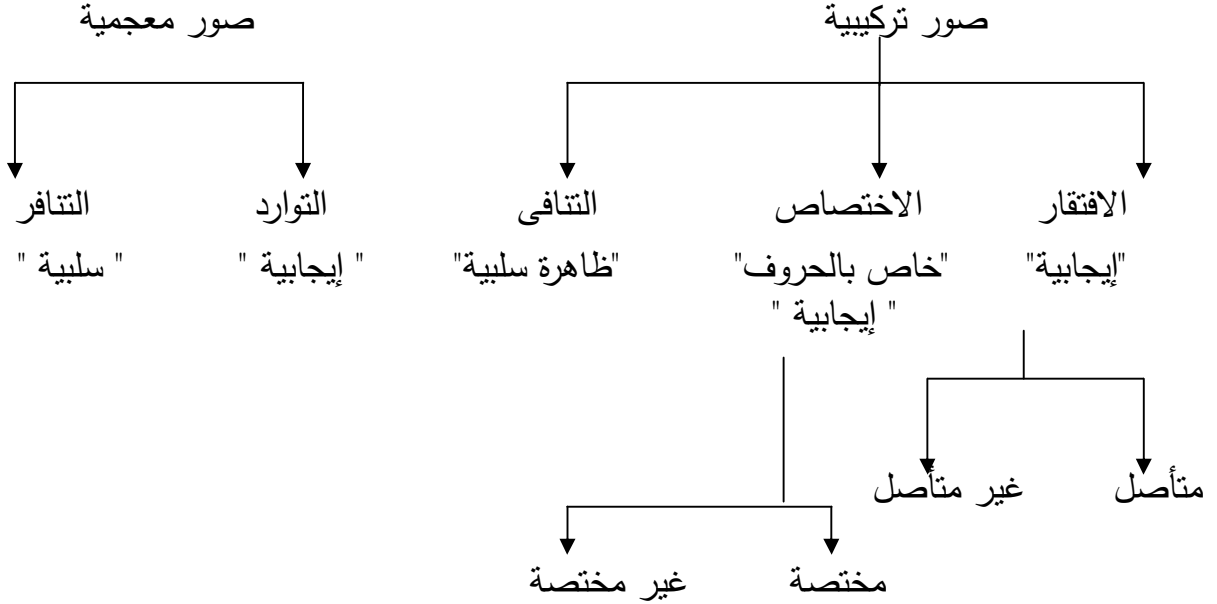 صور تركيبية صور معجمية
الافتقار الاختصاص التنافى التوارد التنافر
"إيجابية" "خاص بالحروف" "ظاهرة سلبية" " إيجابية " " سلبية "
" إيجابية "
متأصل غير متأصل
مختصة غير مختصة